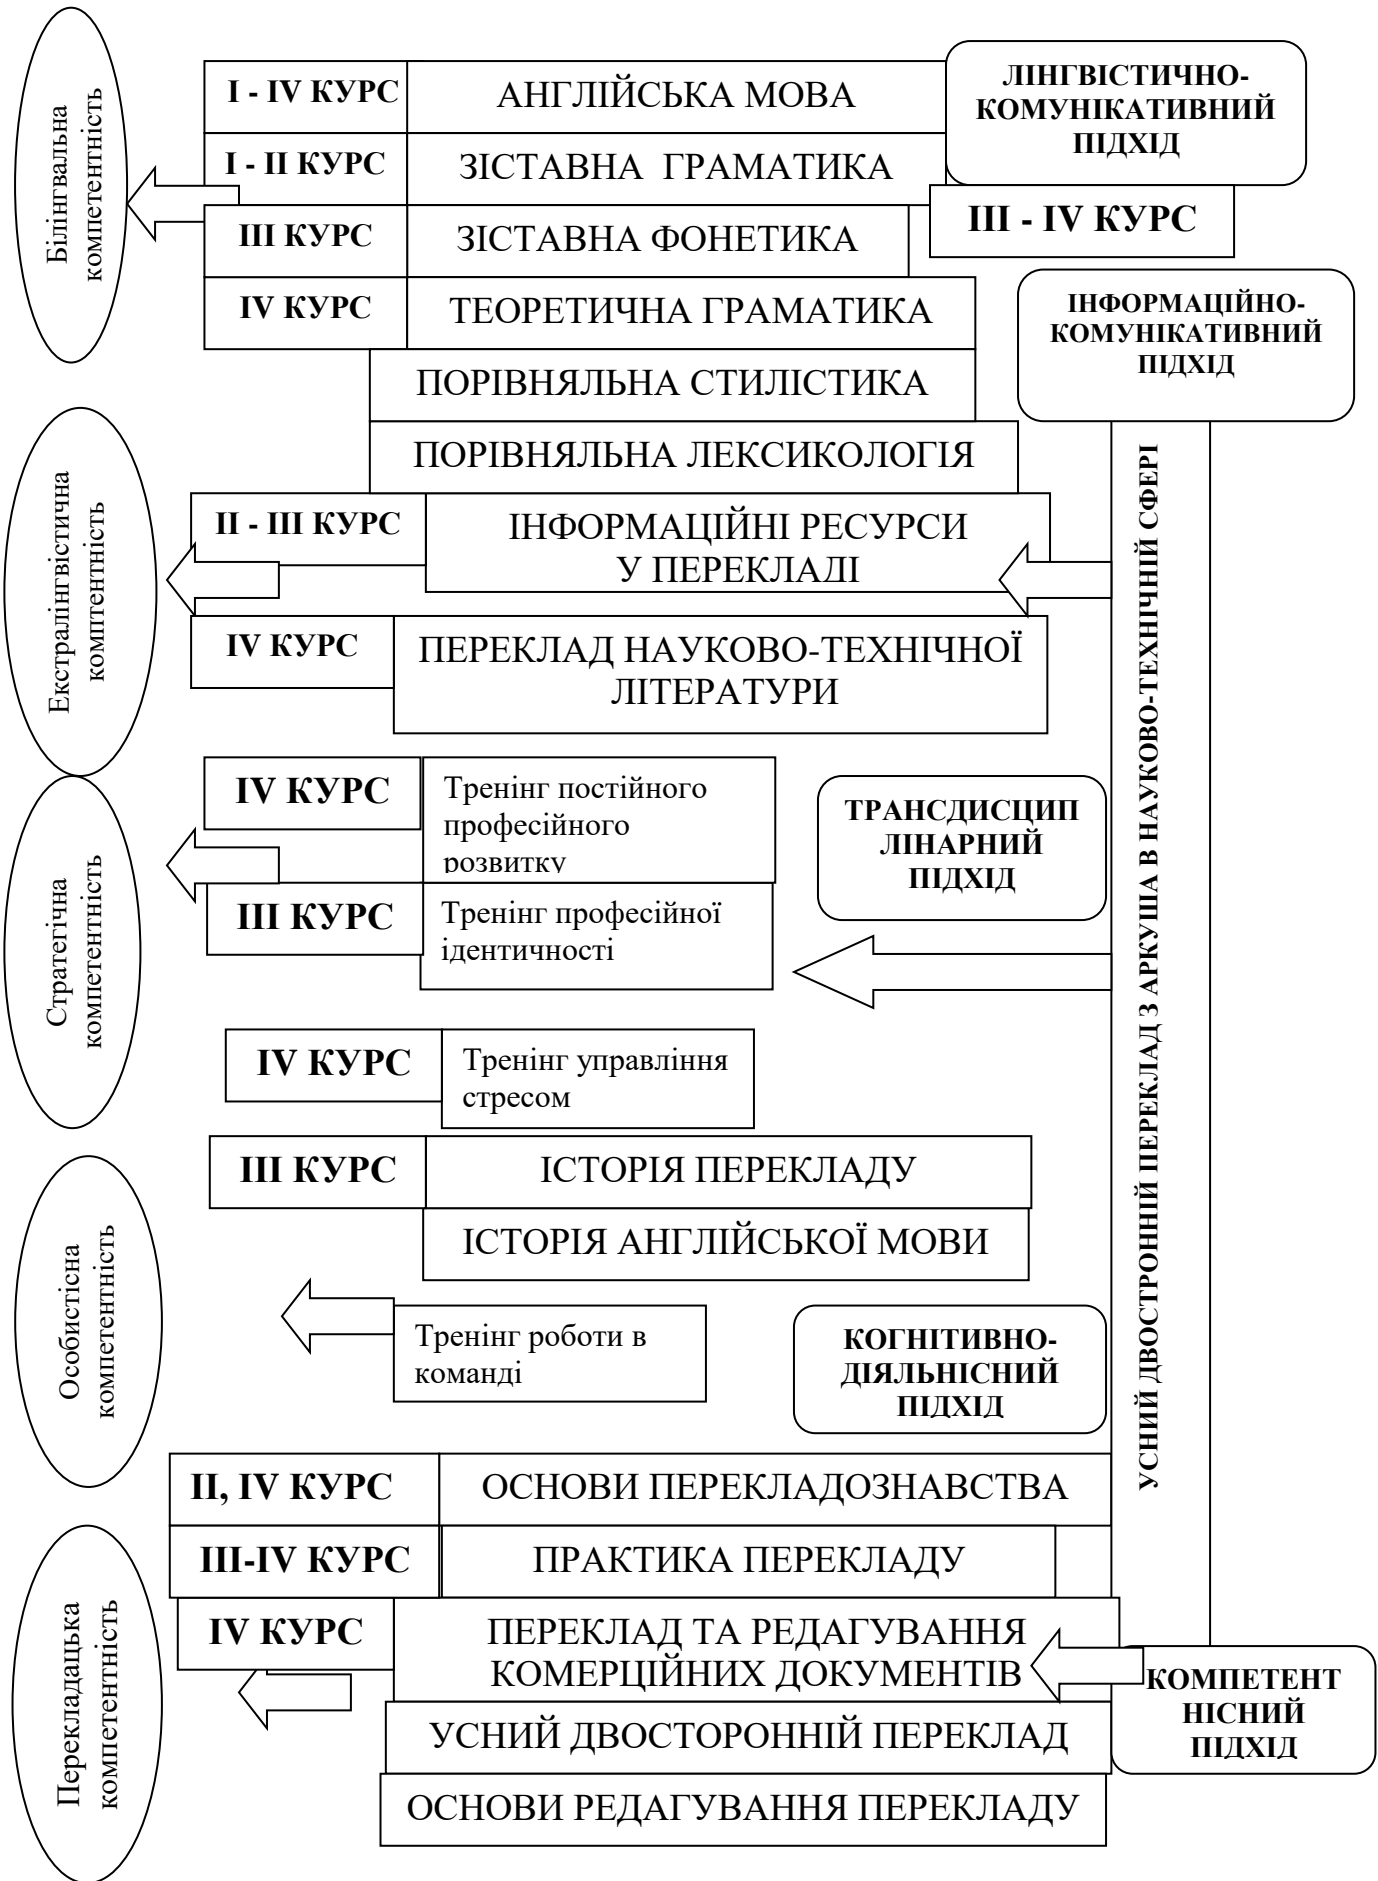 Білінгвальна
компетентність
I - IV КУРС
АНГЛІЙСЬКА МОВА
ЛІНГВІСТИЧНО-
КОМУНІКАТИВНИЙ
ПІДХІД
I - II КУРС
ЗІСТАВНА ГРАМАТИКА
III - IV КУРС
III КУРС
ЗІСТАВНА ФОНЕТИКА
IV КУРС
ТЕОРЕТИЧНА ГРАМАТИКА
ІНФОРМАЦІЙНО-
КОМУНІКАТИВНИЙ
ПІДХІД
ПОРІВНЯЛЬНА СТИЛІСТИКА
ПОРІВНЯЛЬНА ЛЕКСИКОЛОГІЯ
Екстралінгвістична
компітентність
II - III КУРС
ІНФОРМАЦІЙНІ РЕСУРСИ
У ПЕРЕКЛАДІ
IV КУРС
ПЕРЕКЛАД НАУКОВО-ТЕХНІЧНОЇ
ЛІТЕРАТУРИ
УСНИЙ ДВОСТРОННІЙ ПЕРЕКЛАД З АРКУША В НАУКОВО-ТЕХНІЧНІЙ СФЕРІ
Стратегічна
компетентність
IV КУРС
Тренінг постійного
професійного
розвитку
ТРАНСДИСЦИП
ЛІНАРНИЙ
ПІДХІД
III КУРС
Тренінг професійної
ідентичності
IV КУРС
Тренінг управління
стресом
III КУРС
ІСТОРІЯ ПЕРЕКЛАДУ
ІСТОРІЯ АНГЛІЙСЬКОЇ МОВИ
Особистісна
компетентність
Тренінг роботи в
команді
КОГНІТИВНО-
ДІЯЛЬНІСНИЙ
ПІДХІД
II, IV КУРС
ОСНОВИ ПЕРЕКЛАДОЗНАВСТВА
III-IV КУРС
ПРАКТИКА ПЕРЕКЛАДУ
Перекладацька
компетентність
IV КУРС
ПЕРЕКЛАД ТА РЕДАГУВАННЯ
КОМЕРЦІЙНИХ ДОКУМЕНТІВ
КОМПЕТЕНТ
НІСНИЙ
ПІДХІД
УСНИЙ ДВОСТОРОННІЙ ПЕРЕКЛАД
ОСНОВИ РЕДАГУВАННЯ ПЕРЕКЛАДУ